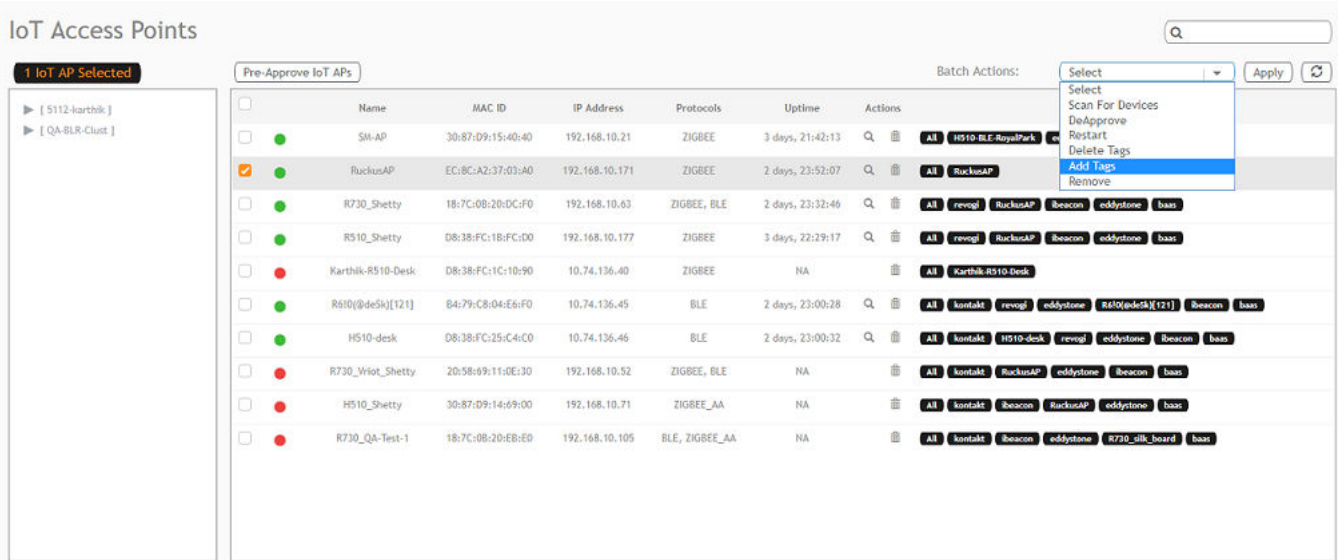 IoT Access Points
1 IoT AP Selected
Pre-Approve IoT APs
Batch Actions: Select Apply
[ 5112-karthik ]
[ QA-BLR-Clust ]
Select
Scan For Devices
DeApprove
Restart
Delete Tags
Add Tags
Remove
Name MAC ID IP Address Protocols Uptime Actions
SM-AP 30:87:D9:15:40:40 192.168.10.21 ZIGBEE 3 days, 21:42:13 All H510-BLE-RoyalPark
RuckusAP EC:8C:A2:37:03:A0 192.168.10.171 ZIGBEE 2 days, 23:52:07 All RuckusAP
R730_Shetty 18:7C:0B:20:DC:F0 192.168.10.63 ZIGBEE, BLE 2 days, 23:32:46 All revogi RuckusAP ibeacon eddystone baas
R510_Shetty D8:38:FC:1B:FC:D0 192.168.10.177 ZIGBEE 3 days, 22:29:17 All revogi RuckusAP ibeacon eddystone baas
Karthik-R510-Desk D8:38:FC:1C:10:90 10.74.136.40 ZIGBEE NA All Karthik-R510-Desk
R6!0(@deSk)[121] B4:79:C8:04:E6:F0 10.74.136.45 BLE 2 days, 23:00:28 All kontakt revogi eddystone R6!0(@deSk)[121] ibeacon baas
H510-desk D8:38:FC:25:C4:C0 10.74.136.46 BLE 2 days, 23:00:32 All kontakt H510-desk revogi eddystone ibeacon baas
R730_Vriot_Shetty 20:58:69:11:0E:30 192.168.10.52 ZIGBEE, BLE NA All kontakt RuckusAP eddystone ibeacon baas
H510_Shetty 30:87:D9:14:69:00 192.168.10.71 ZIGBEE_AA NA All kontakt ibeacon RuckusAP eddystone baas
R730_QA-Test-1 18:7C:0B:20:EB:E0 192.168.10.105 BLE, ZIGBEE_AA NA All kontakt ibeacon eddystone R730_silk_board baas